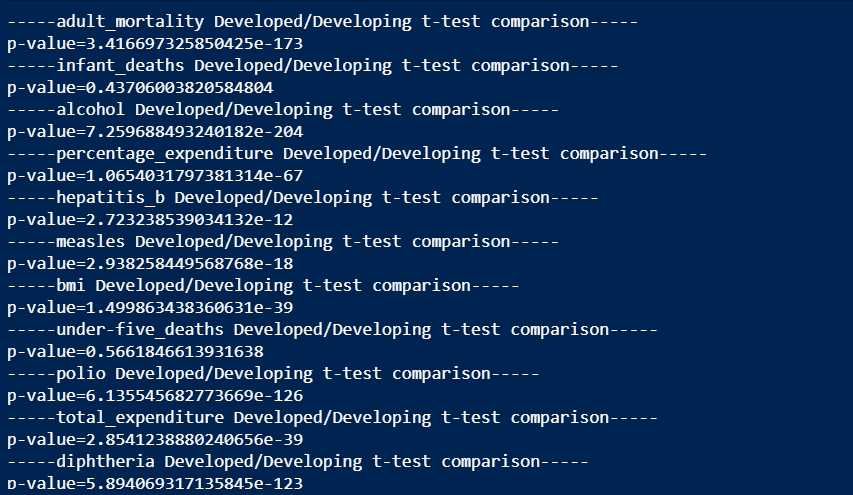 -----adult_mortality Developed/Developing t-test comparison-----
p-value=3.416697325850425e-173
-----infant_deaths Developed/Developing t-test comparison-----
p-value=0.43706003820584804
-----alcohol Developed/Developing t-test comparison-----
p-value=7.259688493240182e-204
-----percentage_expenditure Developed/Developing t-test comparison-----
p-value=1.0654031797381314e-67
-----hepatitis_b Developed/Developing t-test comparison-----
p-value=2.723238539034132e-12
-----measles Developed/Developing t-test comparison-----
p-value=2.938258449568768e-18
-----bmi Developed/Developing t-test comparison-----
p-value=1.499863438360631e-39
-----under-five_deaths Developed/Developing t-test comparison-----
p-value=0.5661846613931638
-----polio Developed/Developing t-test comparison-----
p-value=6.135545682773669e-126
-----total_expenditure Developed/Developing t-test comparison-----
p-value=2.8541238880240656e-39
-----diphtheria Developed/Developing t-test comparison-----
p-value=5.894069317135845e-123